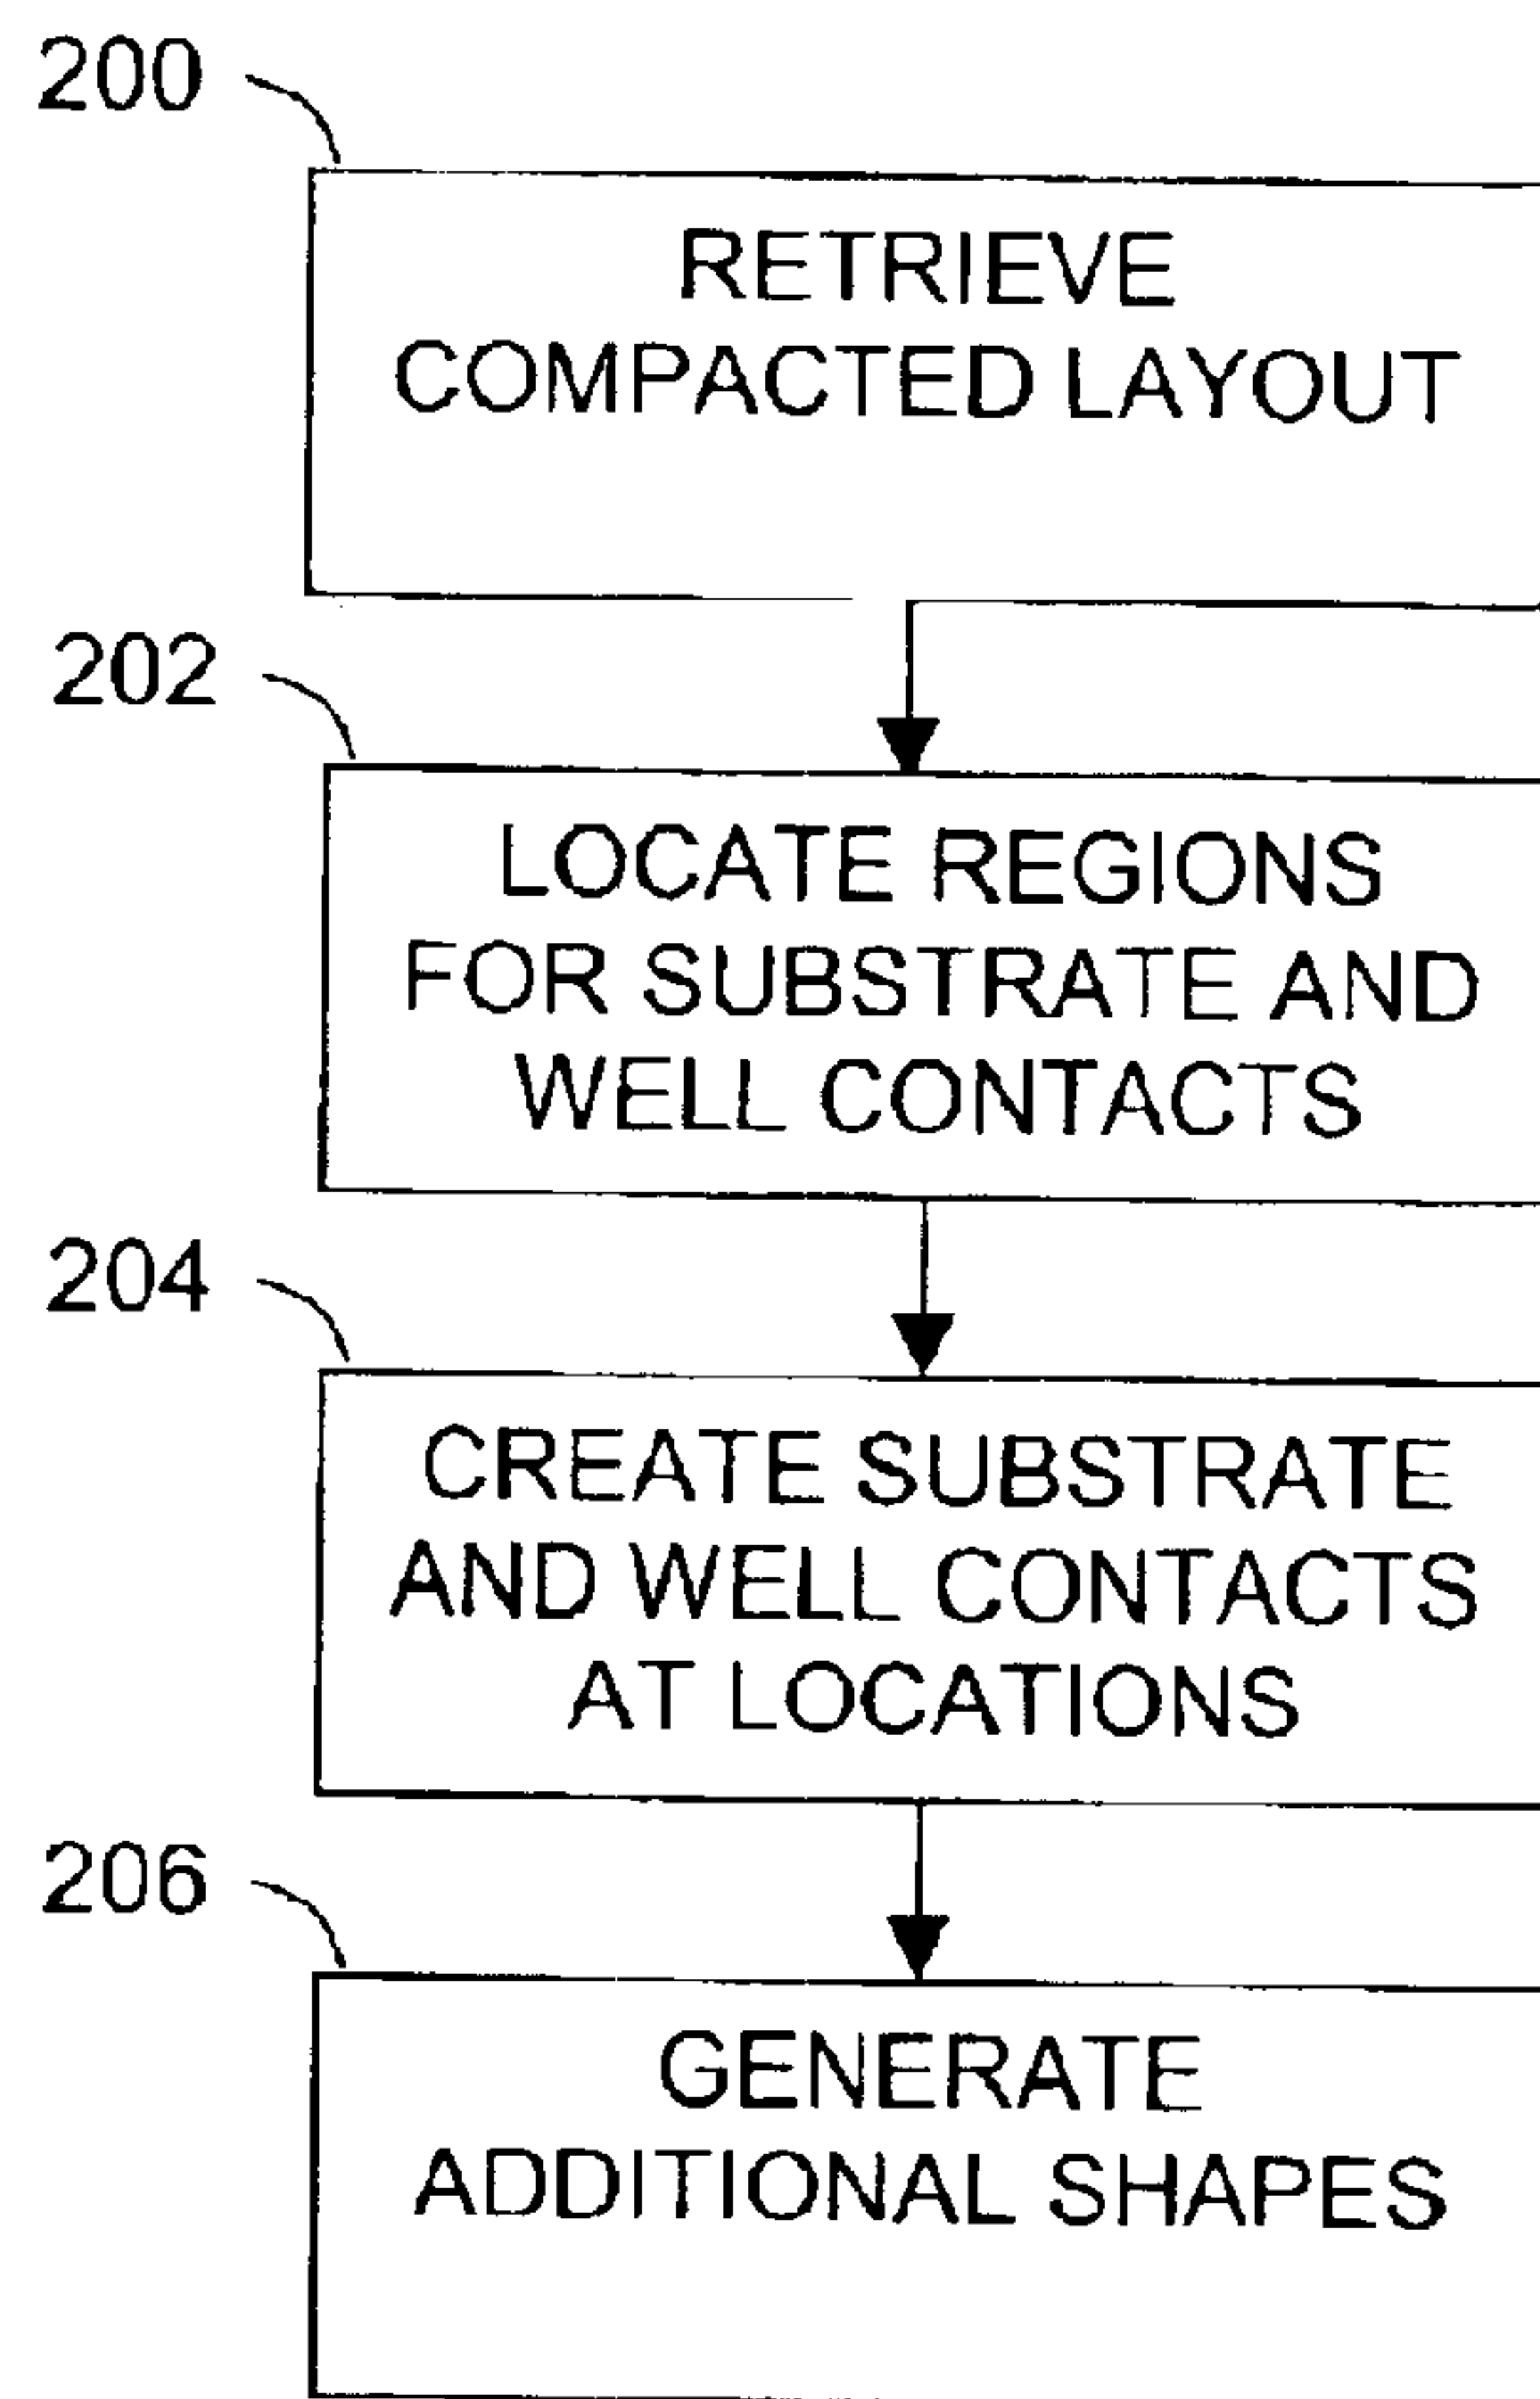 200
RETRIEVE
COMPACTED LAYOUT
202
LOCATE REGIONS
FOR SUBSTRATE AND
WELL CONTACTS
204
CREATE SUBSTRATE
AND WELL CONTACTS
AT LOCATIONS
206
GENERATE
ADDITIONAL SHAPES